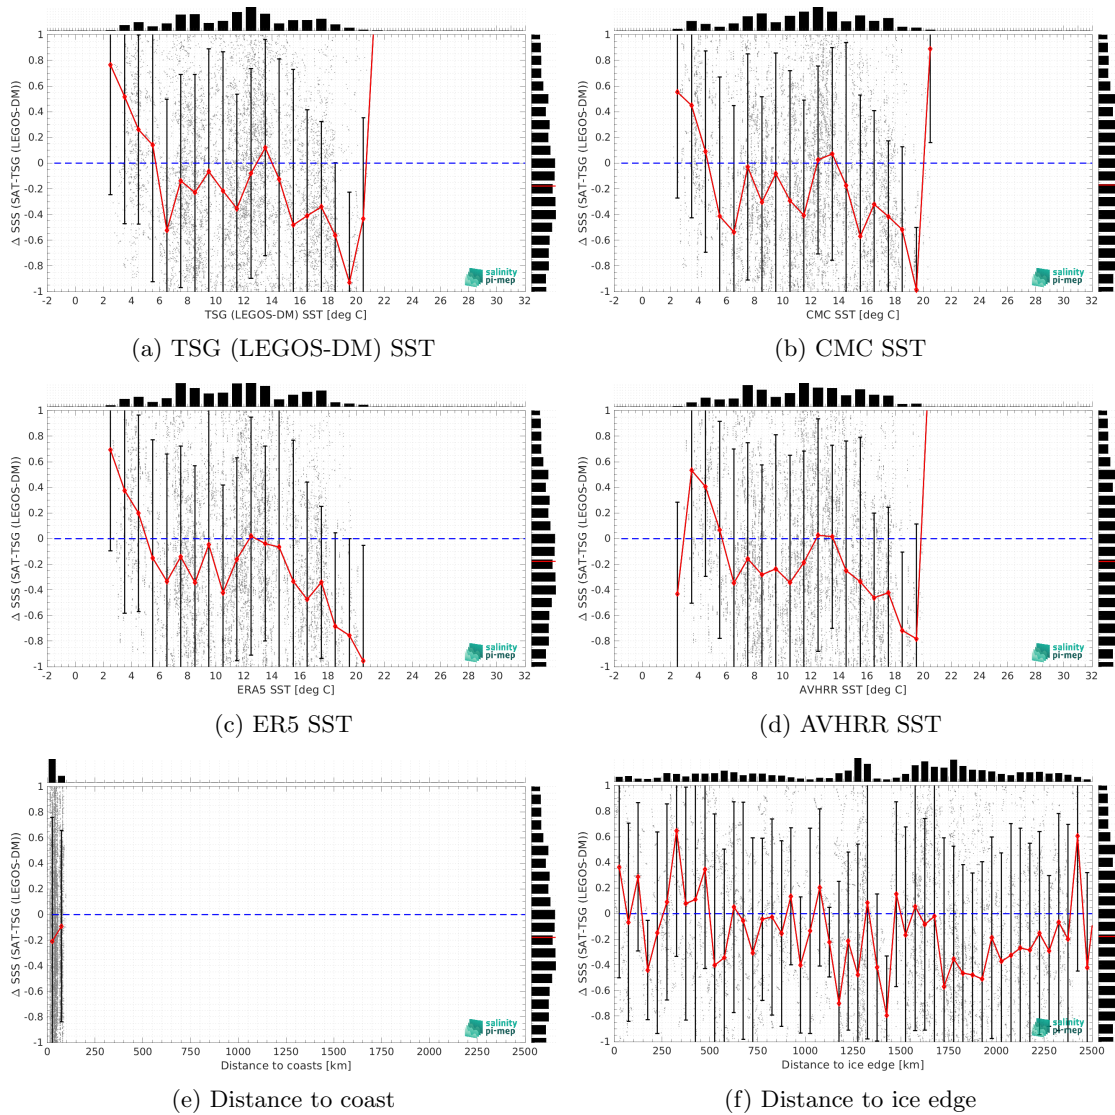 1
0.8
0.6
0.4
0.2
0
-0.2
-0.4
-0.6
-0.8
-1
Δ SSS (SAT-TSG (LEGOS-DM))
salinity
pi-mep
-2 0 2 4 6 8 10 12 14 16 18 20 22 24 26 28 30 32
TSG (LEGOS-DM) SST [deg C]
(a) TSG (LEGOS-DM) SST
1
0.8
0.6
0.4
0.2
0
-0.2
-0.4
-0.6
-0.8
-1
Δ SSS (SAT-TSG (LEGOS-DM))
salinity
pi-mep
-2 0 2 4 6 8 10 12 14 16 18 20 22 24 26 28 30 32
CMC SST [deg C]
(b) CMC SST
1
0.8
0.6
0.4
0.2
0
-0.2
-0.4
-0.6
-0.8
-1
Δ SSS (SAT-TSG (LEGOS-DM))
salinity
pi-mep
-2 0 2 4 6 8 10 12 14 16 18 20 22 24 26 28 30 32
ERA5 SST [deg C]
(c) ER5 SST
1
0.8
0.6
0.4
0.2
0
-0.2
-0.4
-0.6
-0.8
-1
Δ SSS (SAT-TSG (LEGOS-DM))
salinity
pi-mep
-2 0 2 4 6 8 10 12 14 16 18 20 22 24 26 28 30 32
AVHRR SST [deg C]
(d) AVHRR SST
1
0.8
0.6
0.4
0.2
0
-0.2
-0.4
-0.6
-0.8
-1
Δ SSS (SAT-TSG (LEGOS-DM))
salinity
pi-mep
0 250 500 750 1000 1250 1500 1750 2000 2250 2500
Distance to coasts [km]
(e) Distance to coast
1
0.8
0.6
0.4
0.2
0
-0.2
-0.4
-0.6
-0.8
-1
Δ SSS (SAT-TSG (LEGOS-DM))
salinity
pi-mep
0 250 500 750 1000 1250 1500 1750 2000 2250 2500
Distance to ice edge [km]
(f) Distance to ice edge